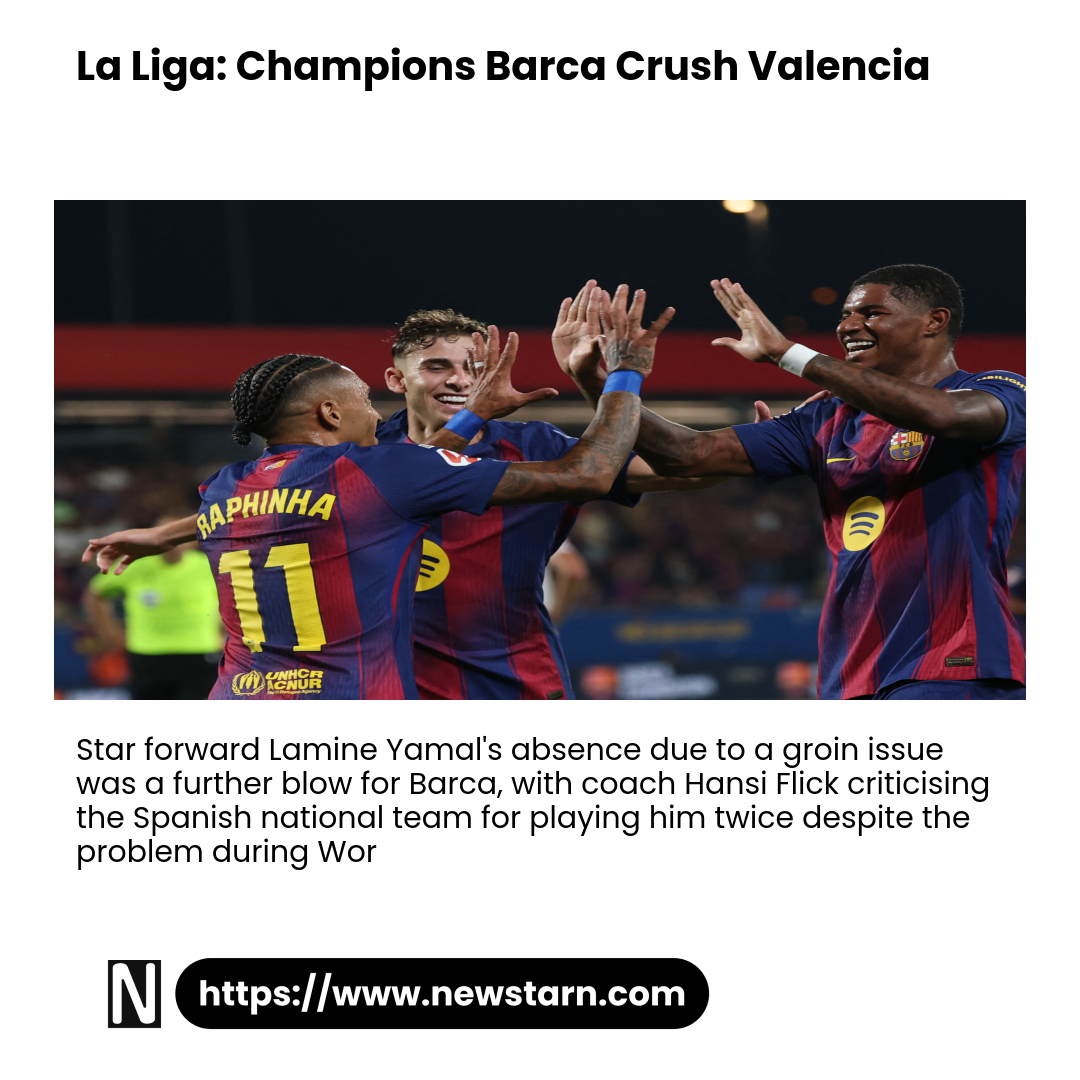 La Liga: Champions Barca Crush Valencia
RAPHINHA
11
UNHCR
ACNUR
Star forward Lamine Yamal's absence due to a groin issue
was a further blow for Barca, with coach Hansi Flick criticising
the Spanish national team for playing him twice despite the
problem during Wor
N
https://www.newstarn.com